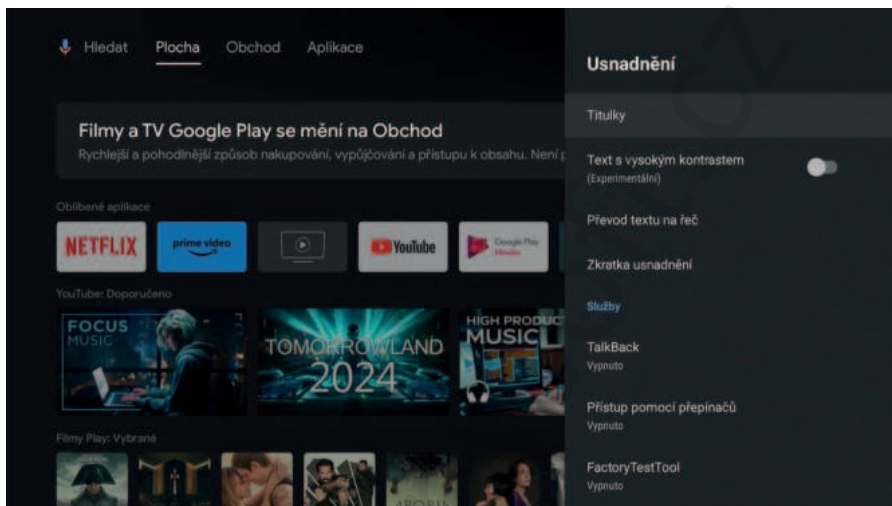 Hledat Plocha Obchod Aplikace
Filmy a TV Google Play se mění na Obchod
Rychlejší a pohodlnější způsob nakupování, vypůjčování a přístupu k obsahu. Není
Oblíbené aplikace
NETFLIX
prime video
YouTube
Google Play
Movies
YouTube: Doporučeno
FOCUS
MUSIC
TOMORROWLAND
2024
HIGH PRODUC
MUSIC
Filmy Play: Vybrané
Usnadnění
Titulky
Text s vysokým kontrastem
(Experimentální)
Převod textu na řeč
Zkratka usnadnění
Služby
TalkBack
Vypnuto
Přístup pomocí přepínačů
Vypnuto
FactoryTestTool
Vypnuto